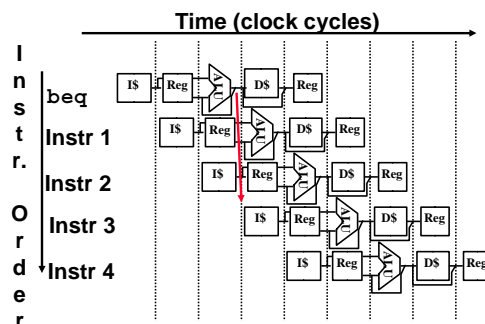 Time (clock cycles)
I
n
s
t
r.
O
r
d
e
r
beq
I$ Reg ALU D$ Reg
Instr 1
I$ Reg ALU D$ Reg
Instr 2
I$ Reg ALU D$ Reg
Instr 3
I$ Reg ALU D$ Reg
Instr 4
I$ Reg ALU D$ Reg